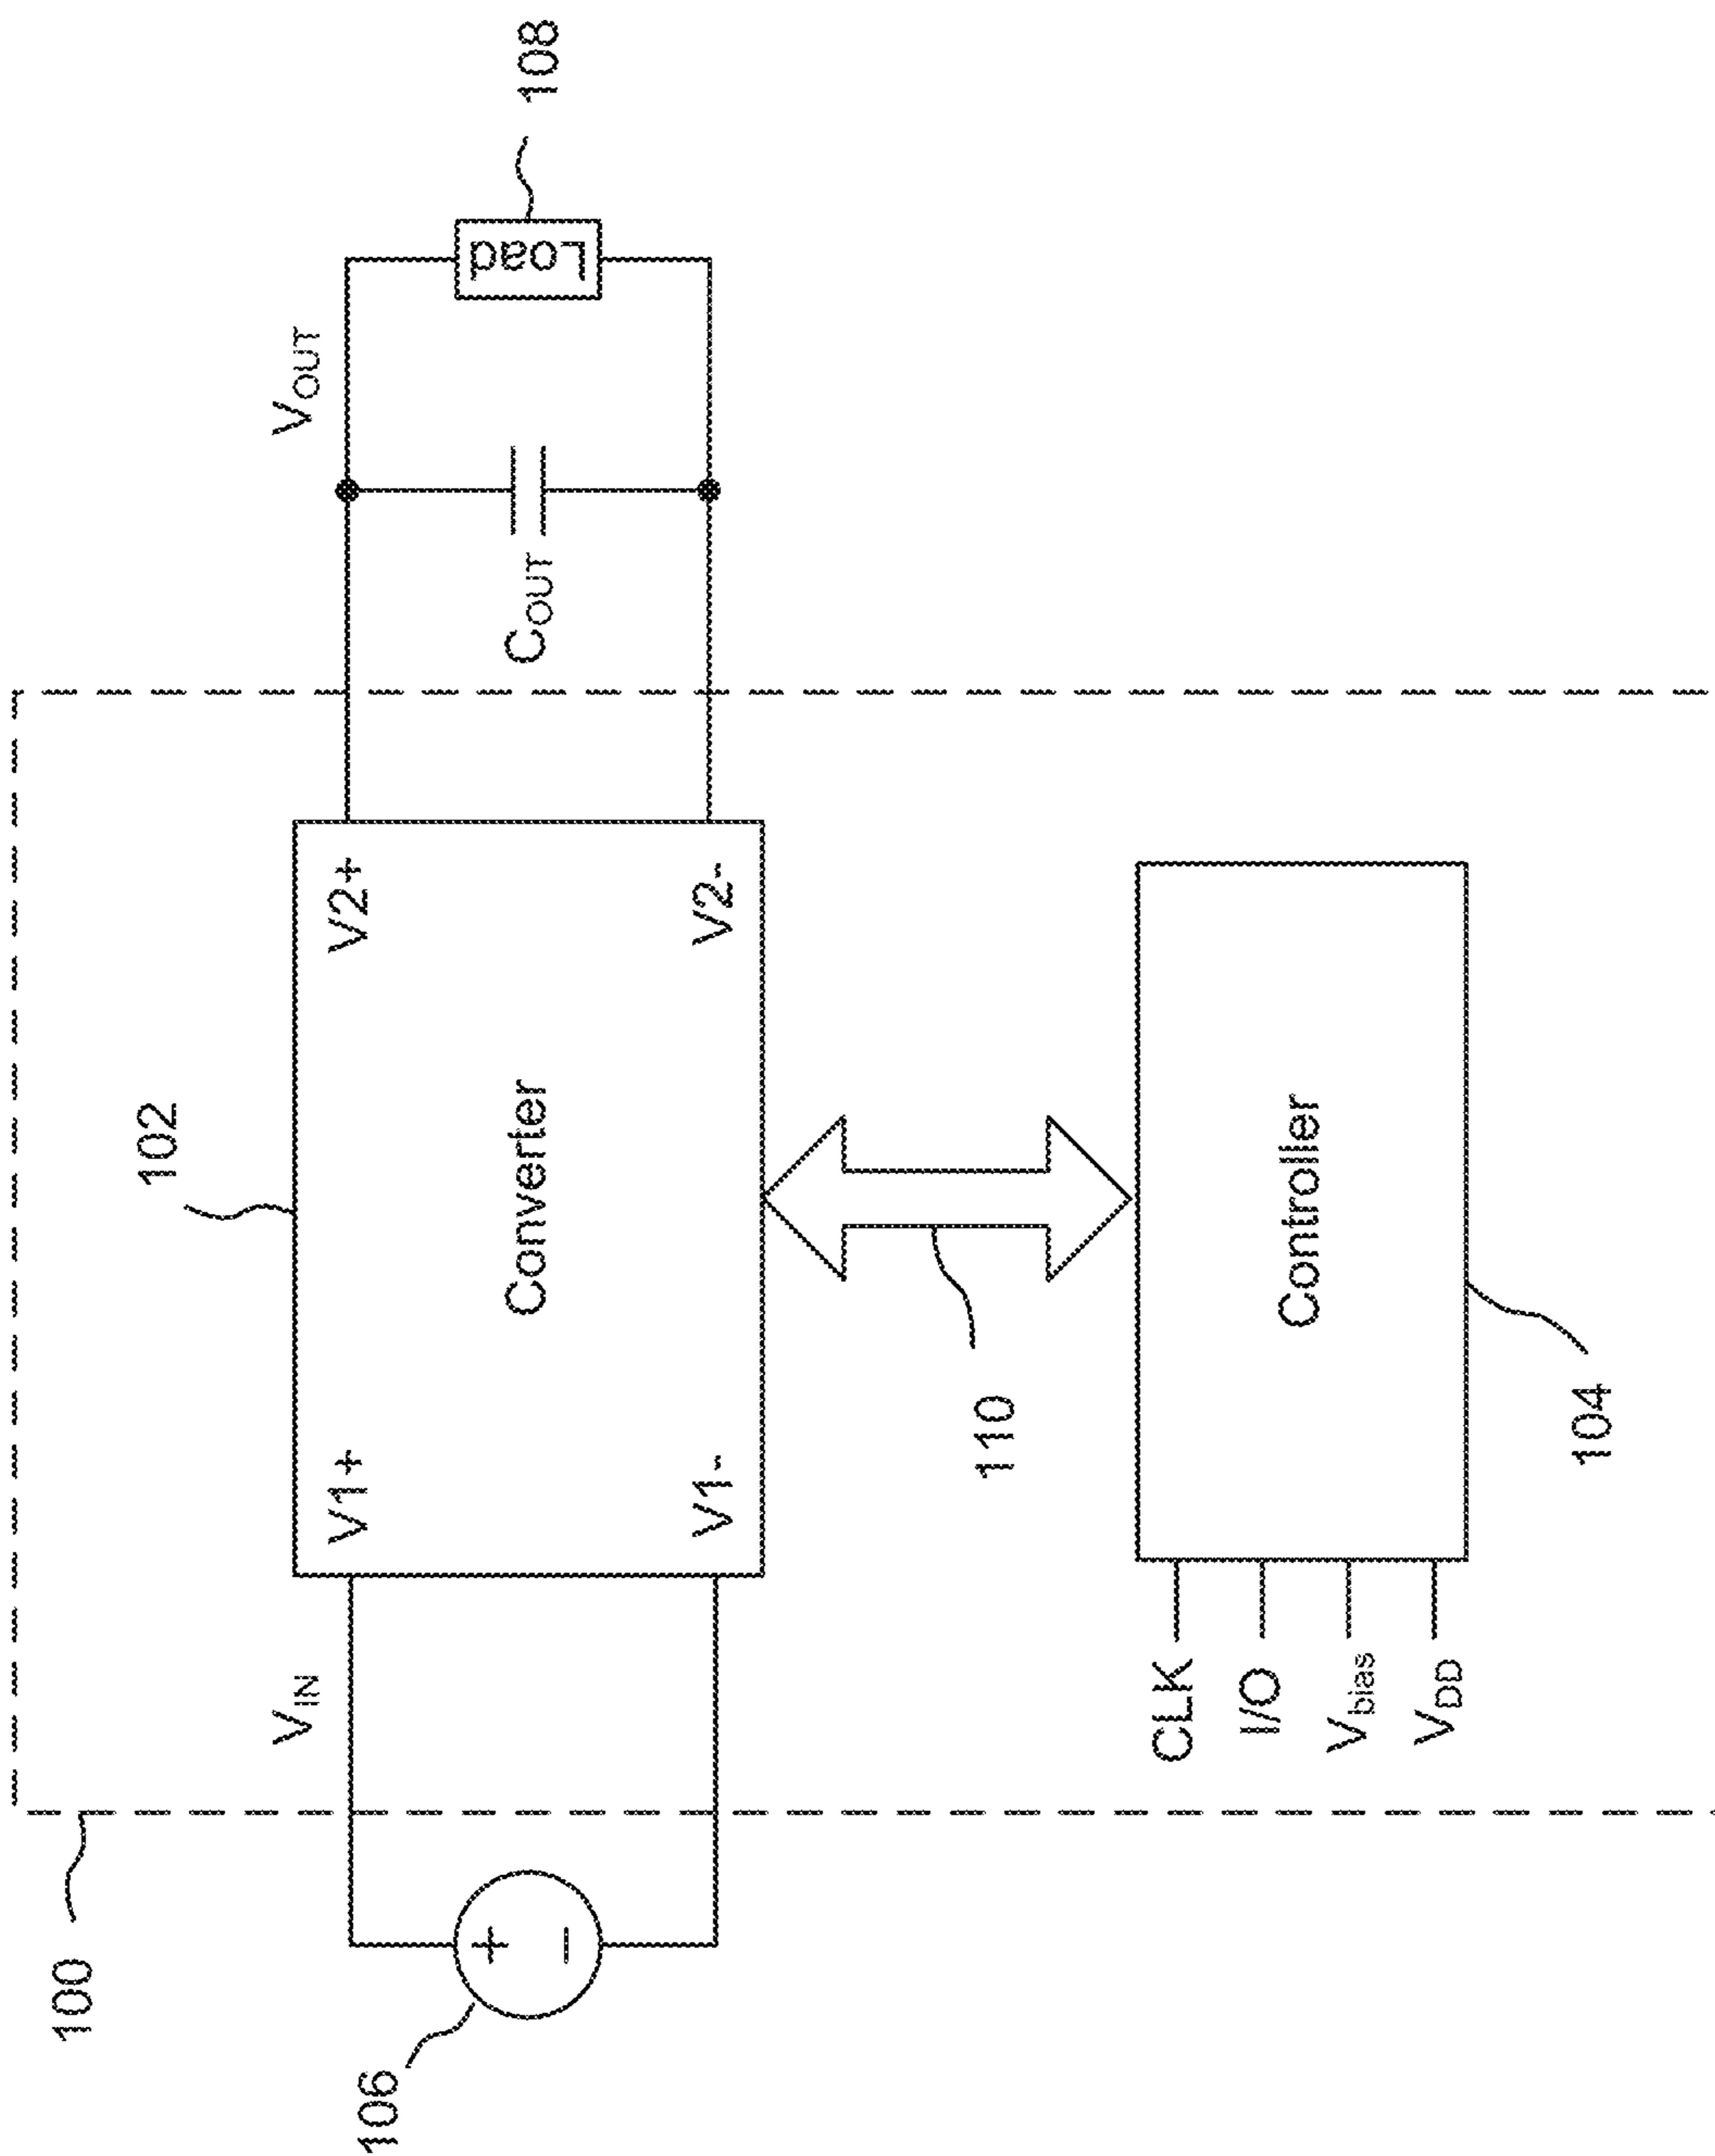 100
102
106
V_IN
V1+
V2+
V_OUT
Converter
C_OUT
Load
108
V1-
V2-
110
CLK
I/O
V_bias
V_DD
Controller
104